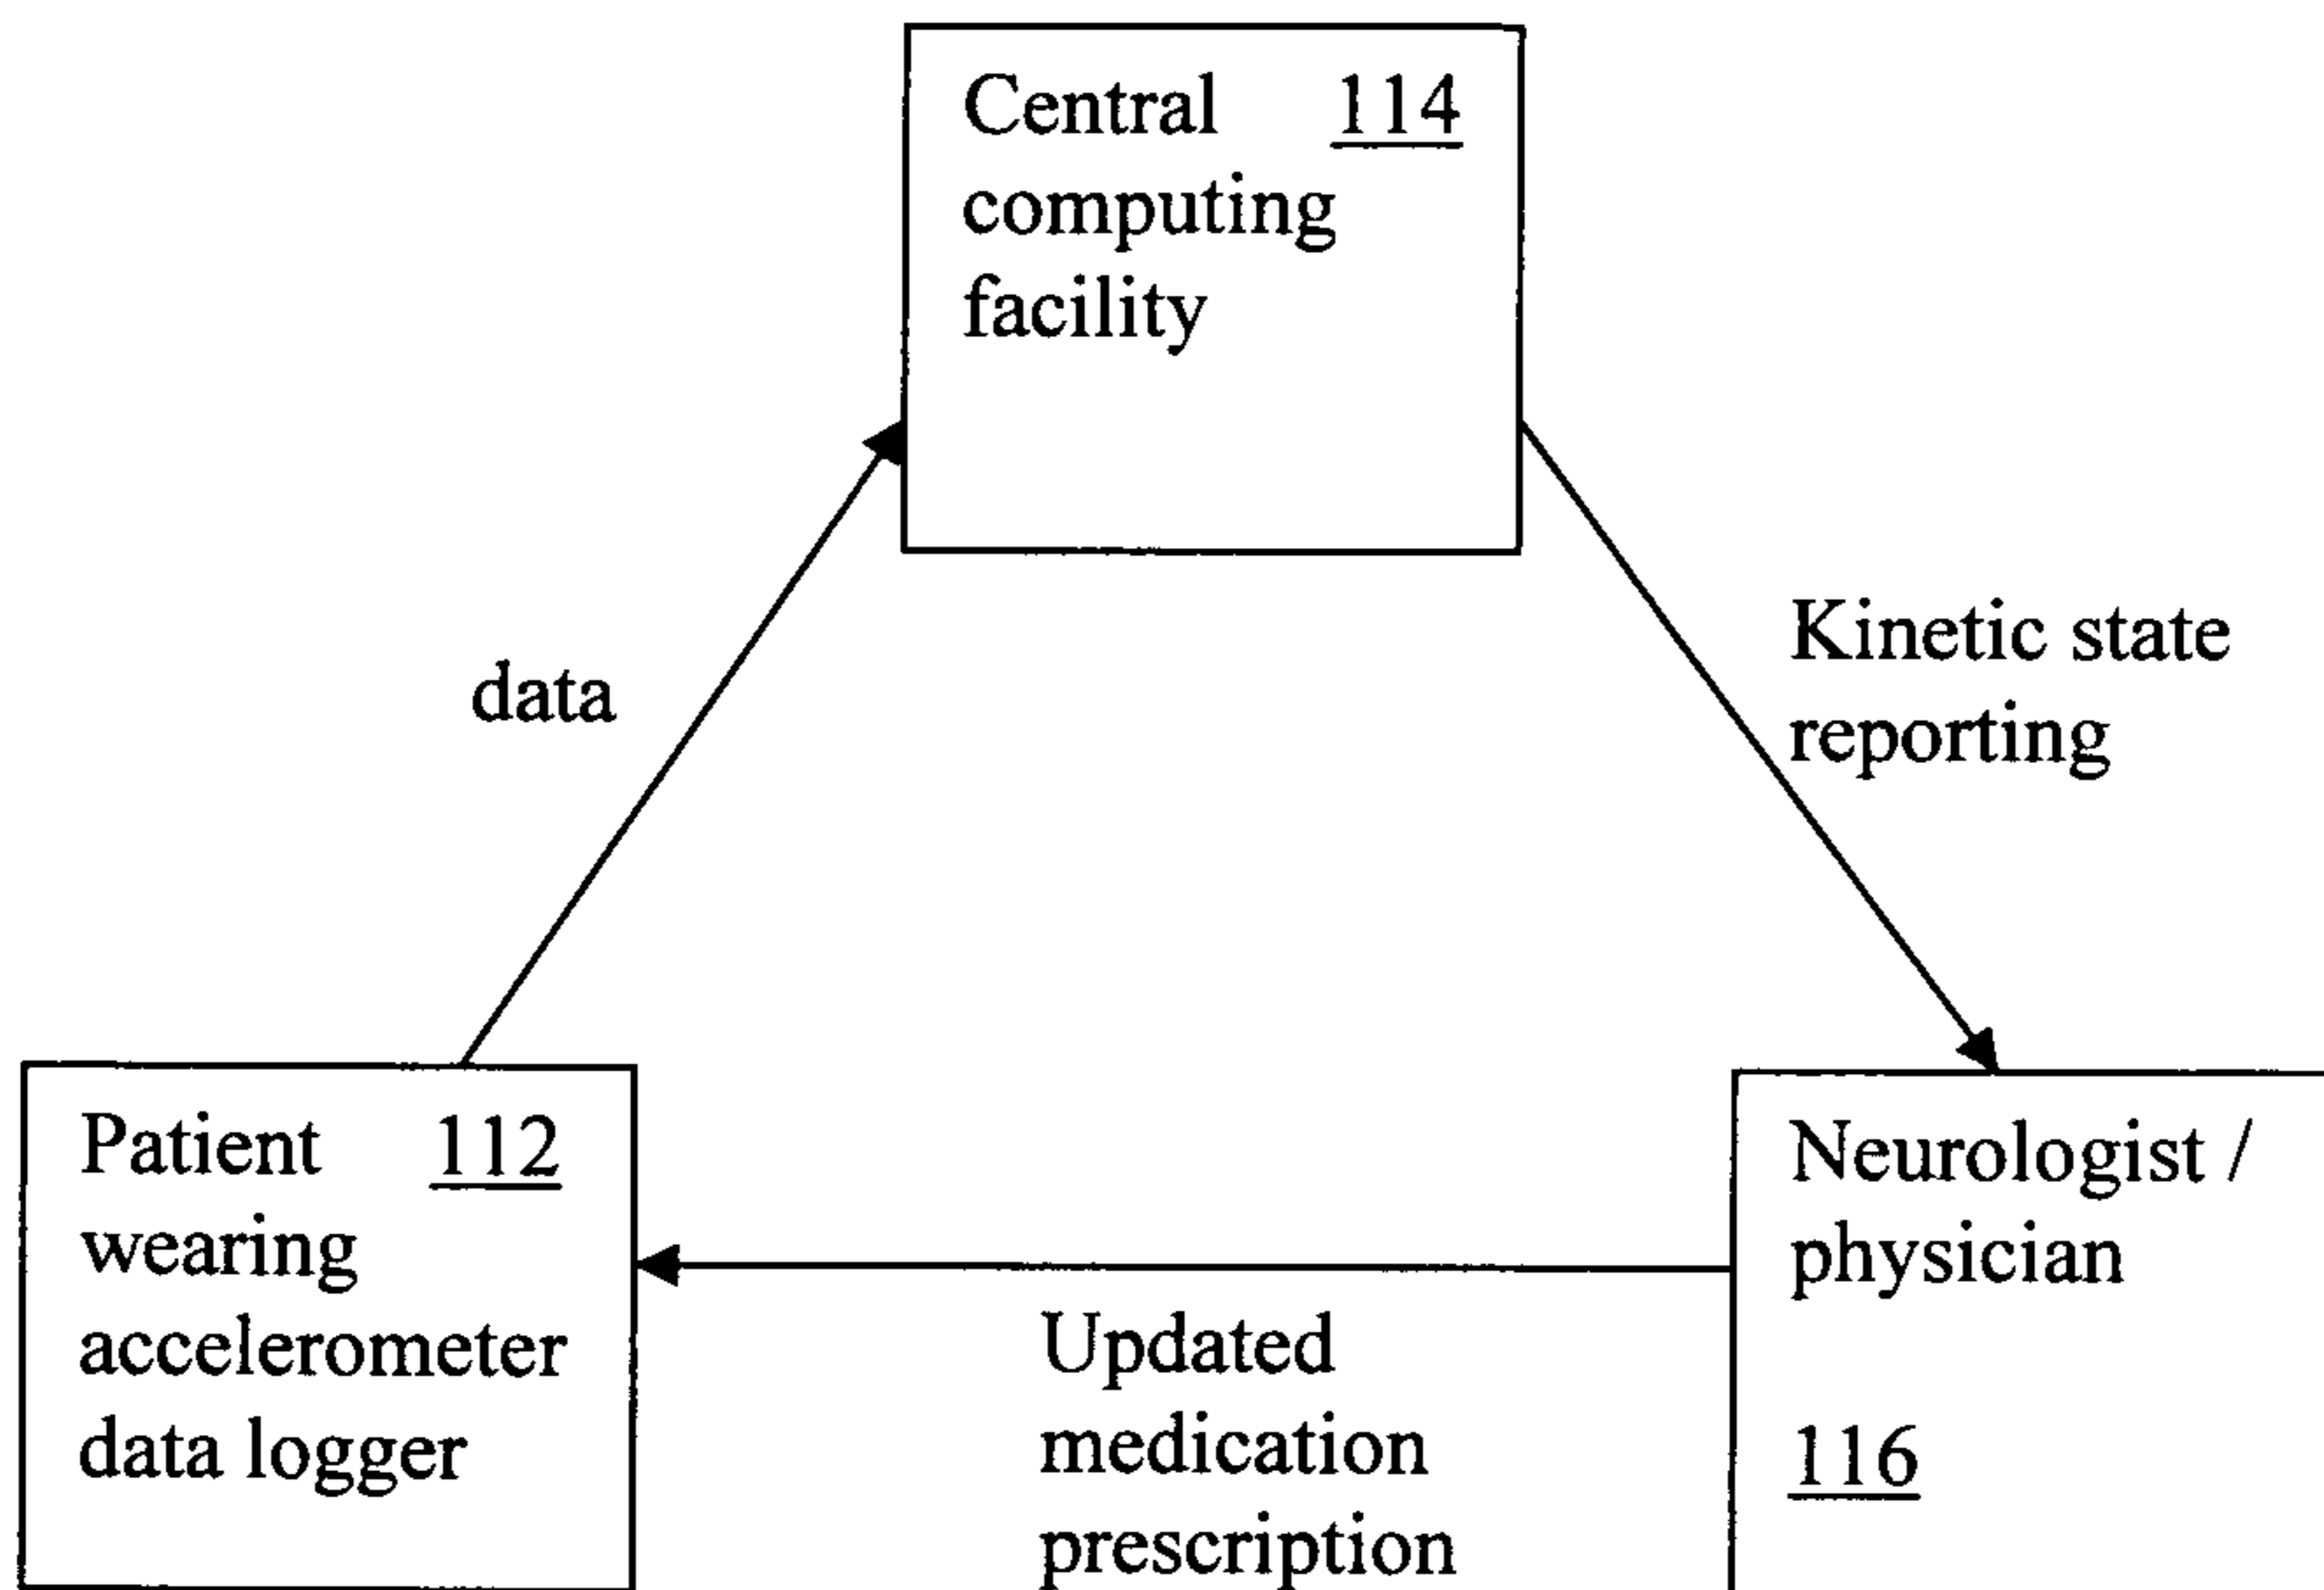 Central 114
computing
facility
data
Kinetic state
reporting
Patient 112
wearing
accelerometer
data logger
Updated
medication
prescription
Neurologist /
physician
116